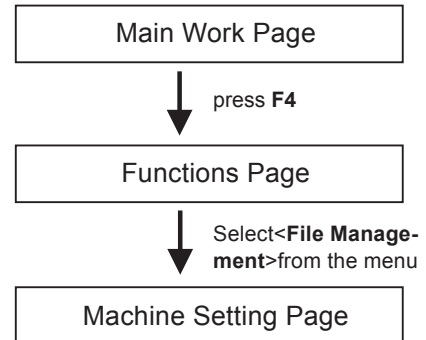 Main Work Page
press F4
Functions Page
Select<File Manage-
ment>from the menu
Machine Setting Page